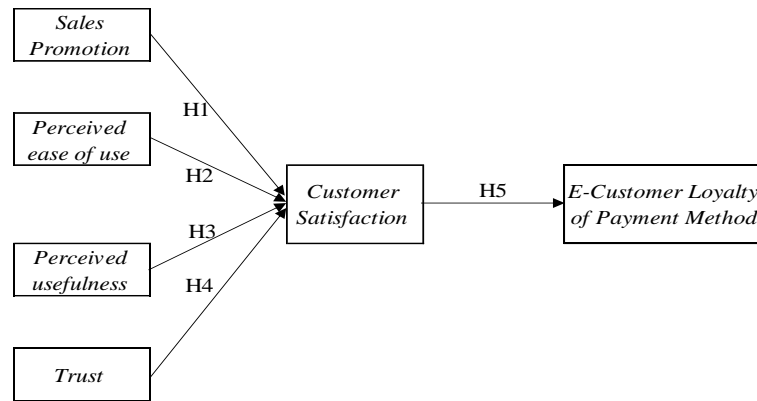 Sales
Promotion
H1
Perceived
ease of use
H2
Customer
Satisfaction
H5
E-Customer Loyalty
of Payment Method
H3
Perceived
usefulness
H4
Trust